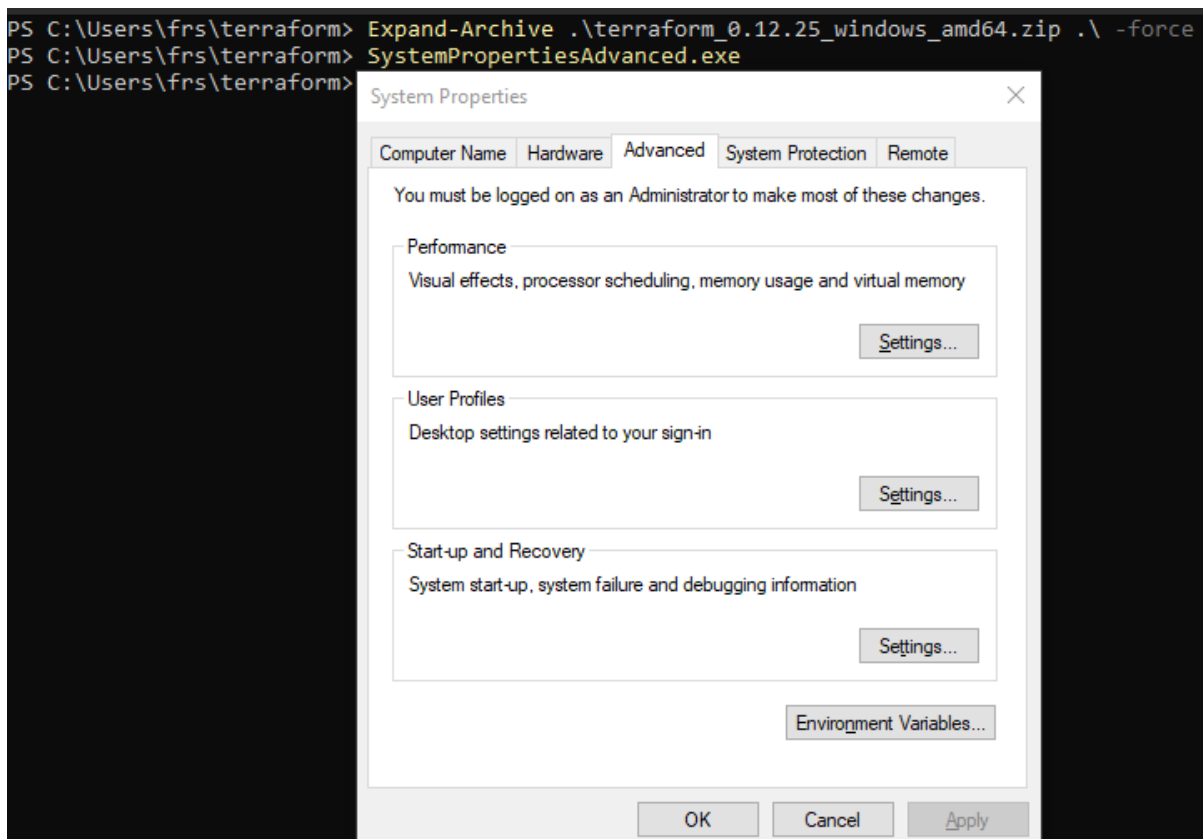 PS C:\Users\frs\terraform> Expand-Archive .\terraform_0.12.25_windows_amd64.zip .\ -force
PS C:\Users\frs\terraform> SystemPropertiesAdvanced.exe
PS C:\Users\frs\terraform>
System Properties
Computer Name Hardware Advanced System Protection Remote
You must be logged on as an Administrator to make most of these changes.
Performance
Visual effects, processor scheduling, memory usage and virtual memory
Settings...
User Profiles
Desktop settings related to your sign-in
Settings...
Start-up and Recovery
System start-up, system failure and debugging information
Settings...
Environment Variables...
OK Cancel Apply